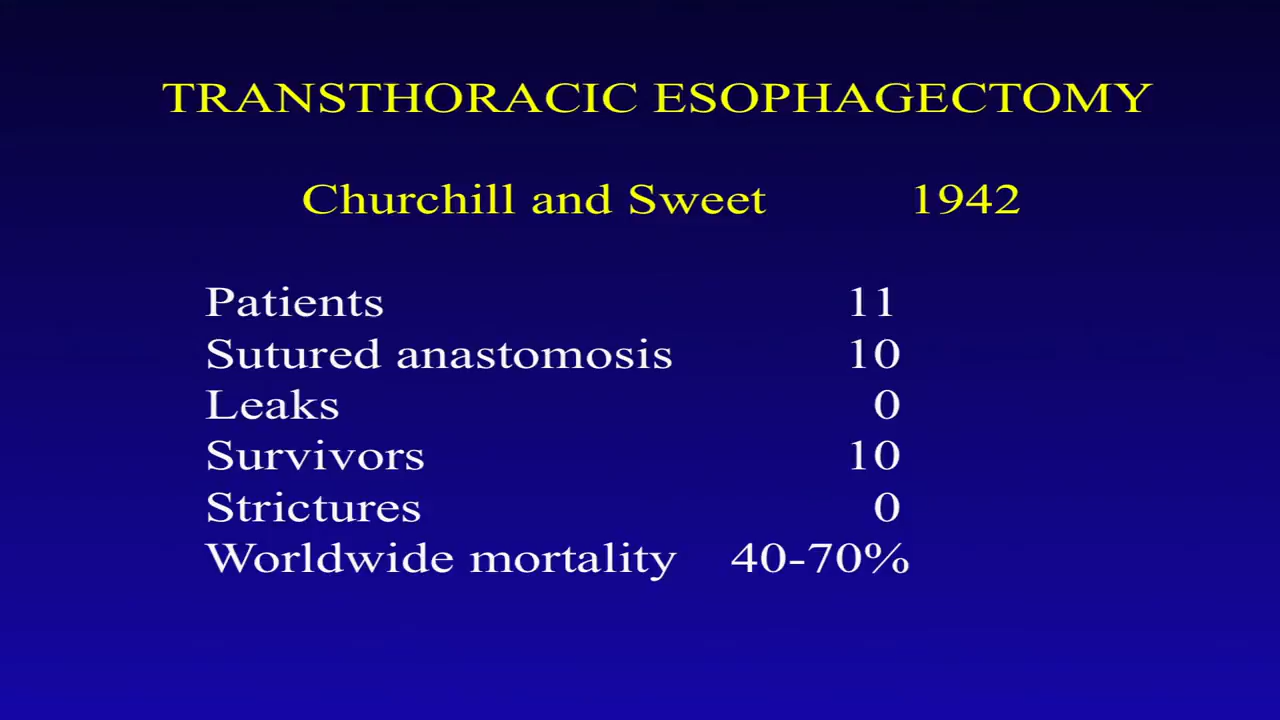 TRANSTHORACIC ESOPHAGECTOMY
Churchill and Sweet 1942
Patients 11
Sutured anastomosis 10
Leaks 0
Survivors 10
Strictures 0
Worldwide mortality 40-70%